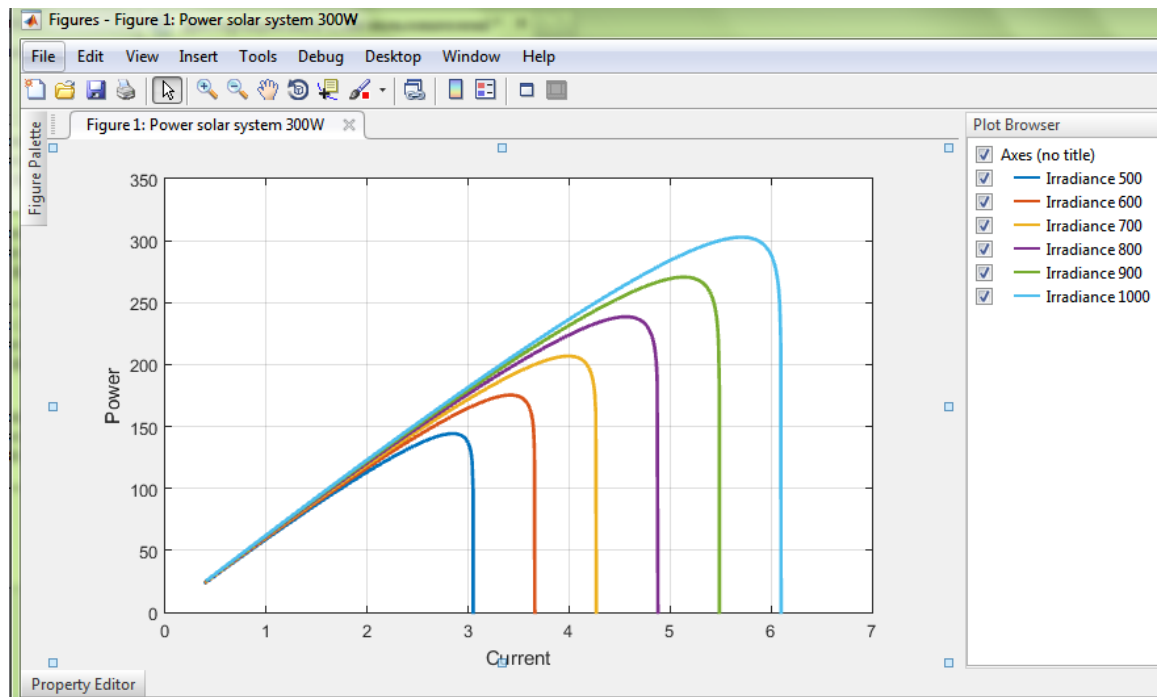 Figures - Figure 1: Power solar system 300W
File Edit View Insert Tools Debug Desktop Window Help
Figure Palette
Figure 1: Power solar system 300W
Plot Browser
Axes (no title)
Irradiance 500
Irradiance 600
Irradiance 700
Irradiance 800
Irradiance 900
Irradiance 1000
350
300
250
200
150
100
50
0
Power
0 1 2 3 4 5 6 7
Current
Property Editor